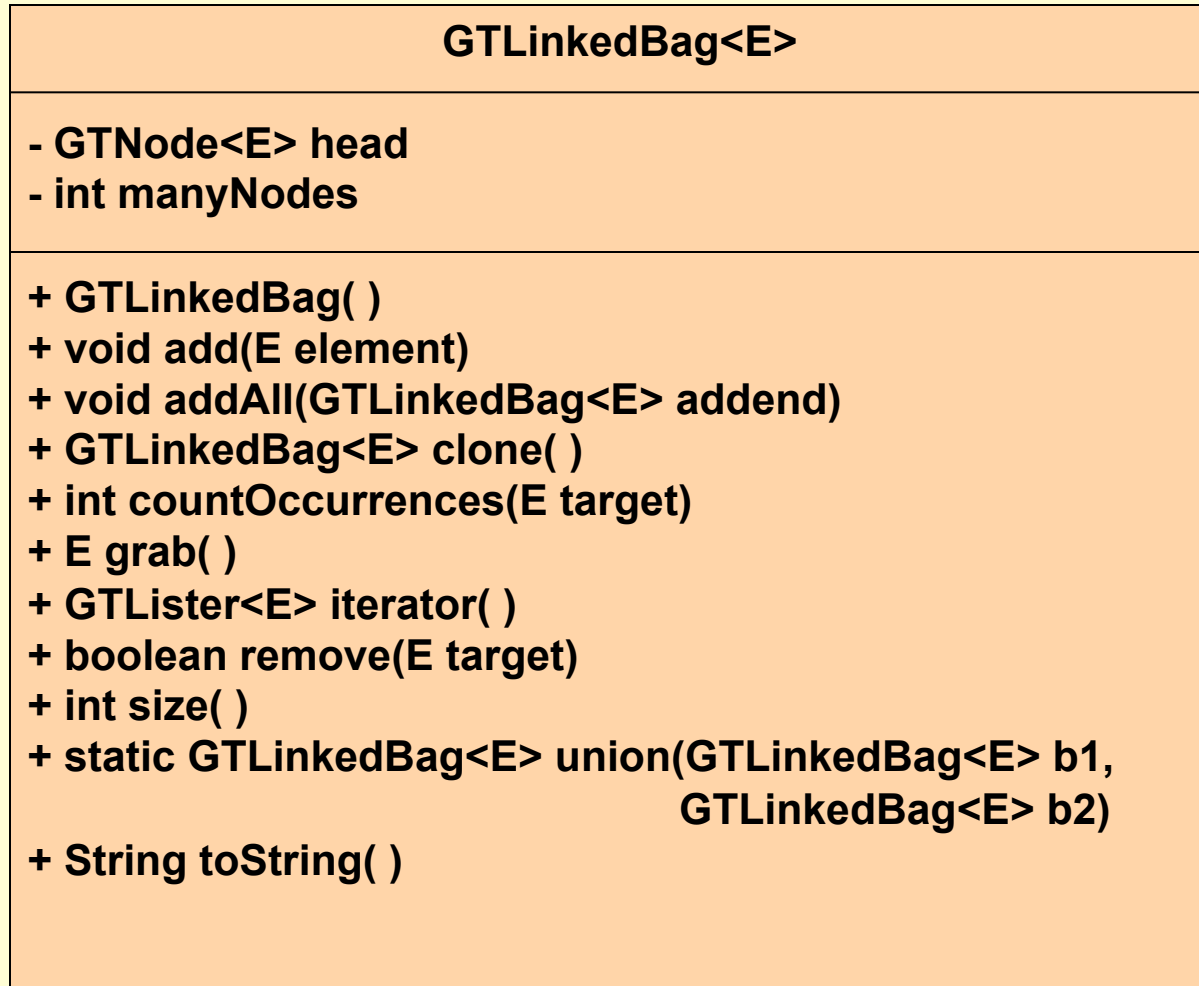 GTLinkedBag<E>
- GTNode<E> head
- int manyNodes
+ GTLinkedBag( )
+ void add(E element)
+ void addAll(GTLinkedBag<E> addend)
+ GTLinkedBag<E> clone( )
+ int countOccurrences(E target)
+ E grab( )
+ GTLister<E> iterator( )
+ boolean remove(E target)
+ int size( )
+ static GTLinkedBag<E> union(GTLinkedBag<E> b1,
GTLinkedBag<E> b2)
+ String toString( )